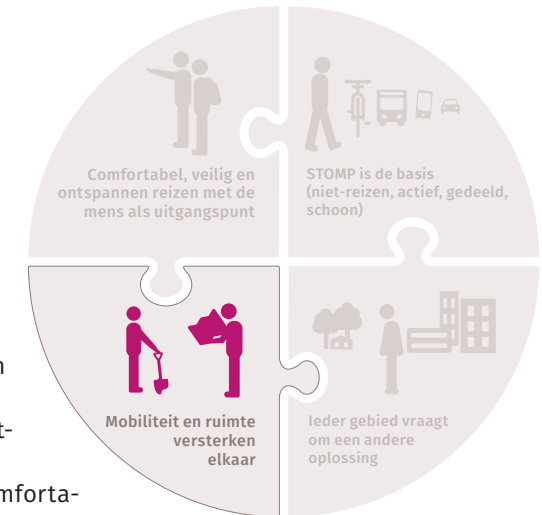 Comfortabel, veilig en
ontspannen reizen met de
mens als uitgangspunt
STOMP is de basis
(niet-reizen, actief, gedeeld,
schoon)
Mobiliteit en ruimte
versterken
elkaar
Ieder gebied vraagt
om een andere
oplossing
t-
mforta-